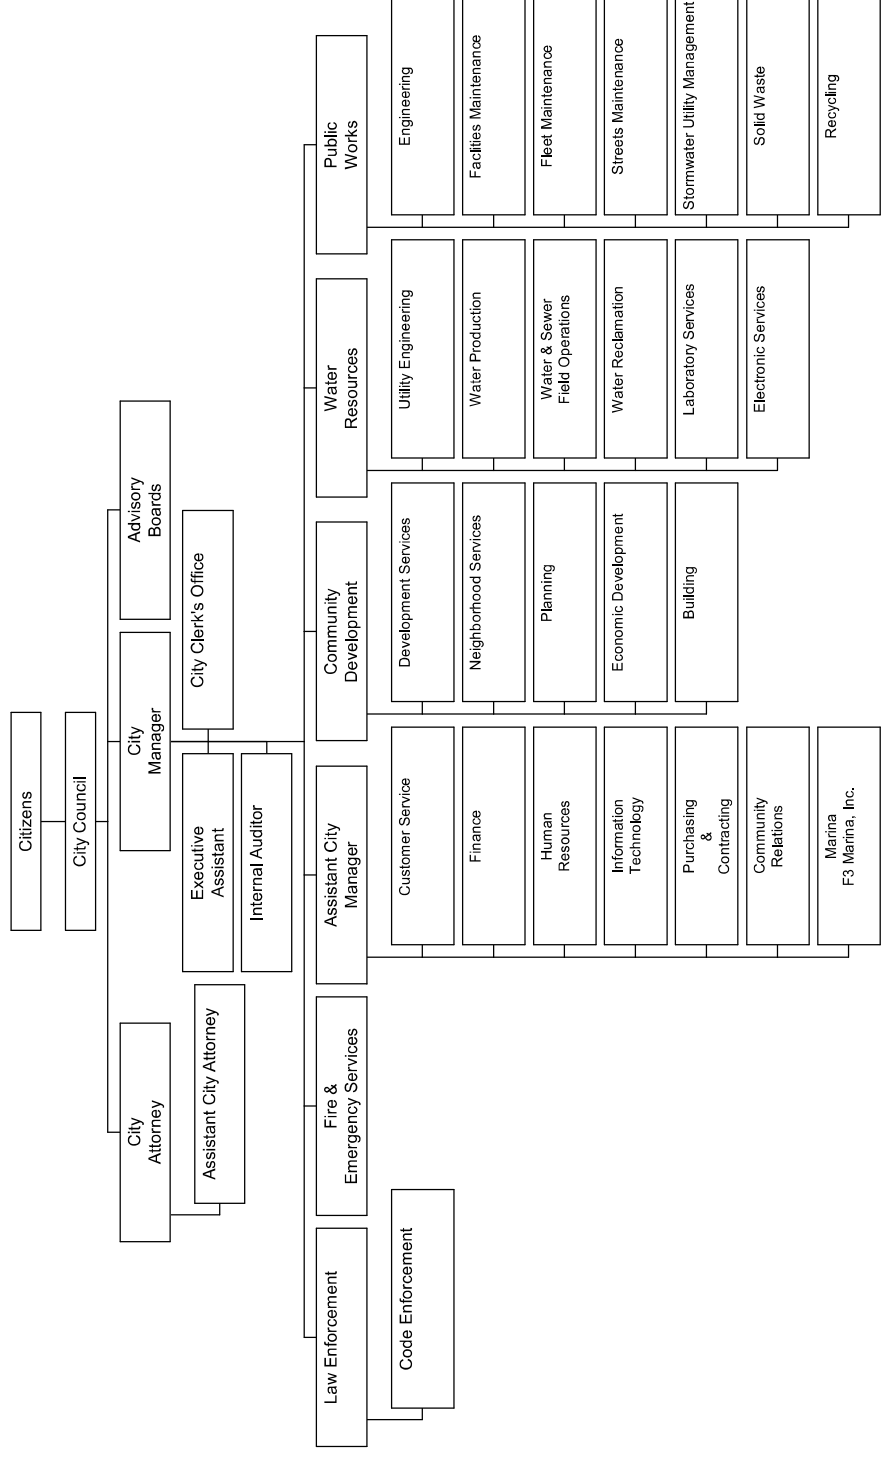 Citizens
City Council
City
Attorney
City
Manager
Advisory
Boards
Assistant City Attorney
Executive
Assistant
City Clerk's Office
Internal Auditor
Law Enforcement
Fire &
Emergency Services
Assistant City
Manager
Community
Development
Water
Resources
Public
Works
Code Enforcement
Customer Service
Finance
Human
Resources
Information
Technology
Purchasing
&
Contracting
Community
Relations
Marina
F3 Marina, Inc.
Development Services
Neighborhood Services
Planning
Economic Development
Building
Utility Engineering
Water Production
Water & Sewer
Field Operations
Water Reclamation
Laboratory Services
Electronic Services
Engineering
Faclities Maintenance
Fleet Maintenance
Streets Maintenance
Stormwater Utility Management
Solid Waste
Recycling